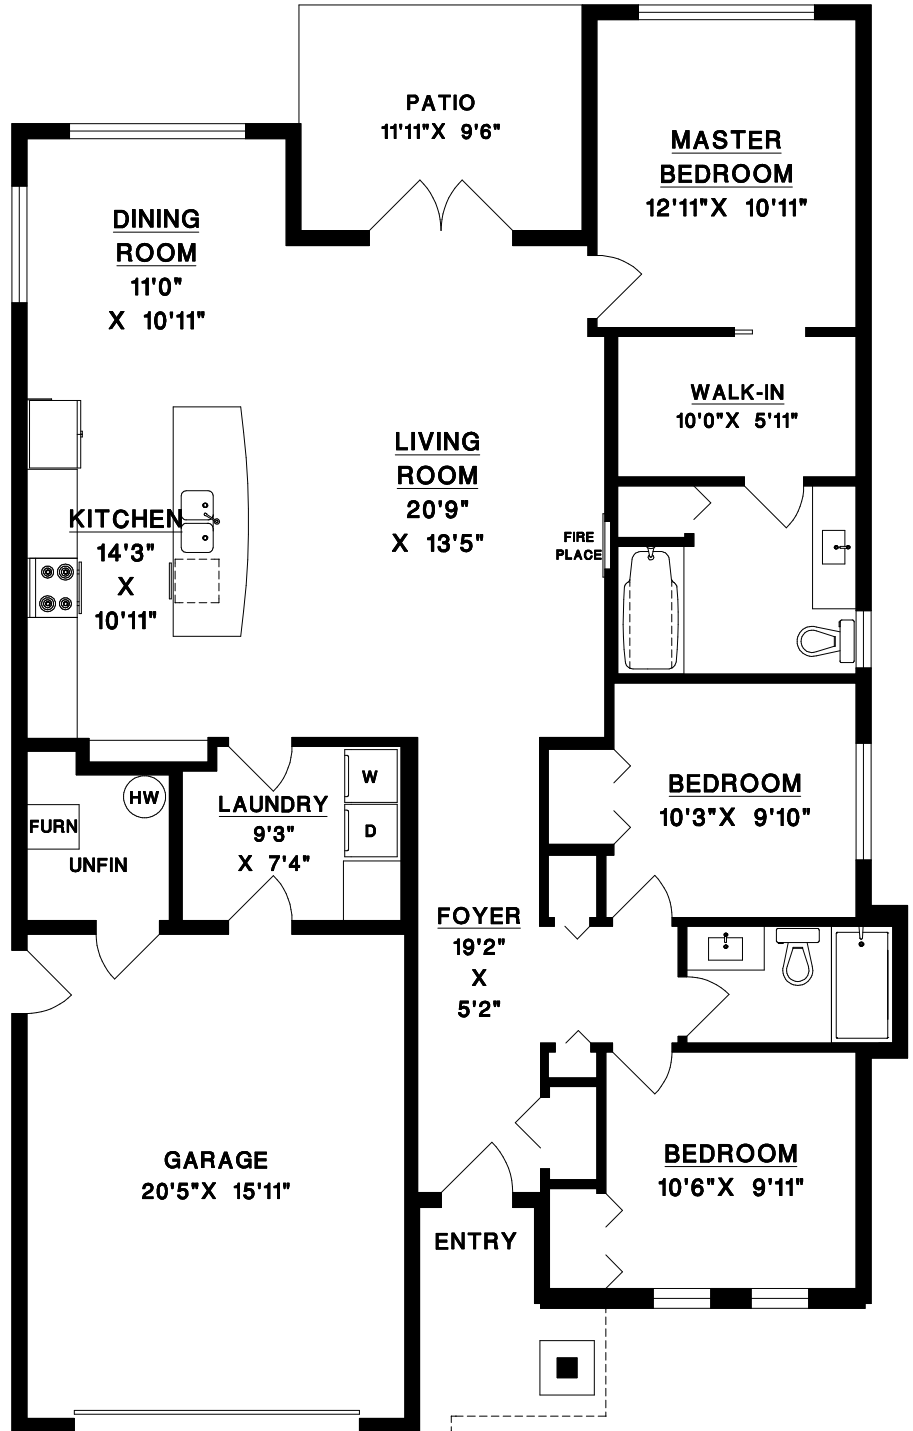 PATIO
11'11"X 9'6"
MASTER
BEDROOM
12'11"X 10'11"
DINING
ROOM
11'0"
X 10'11"
WALK-IN
10'0"X 5'11"
LIVING
ROOM
20'9"
X 13'5"
KITCHEN
14'3"
X
10'11"
FIRE
PLACE
BEDROOM
10'3"X 9'10"
W
D
HW
LAUNDRY
9'3"
X 7'4"
FURN
UNFIN
FOYER
19'2"
X
5'2"
GARAGE
20'5"X 15'11"
BEDROOM
10'6"X 9'11"
ENTRY